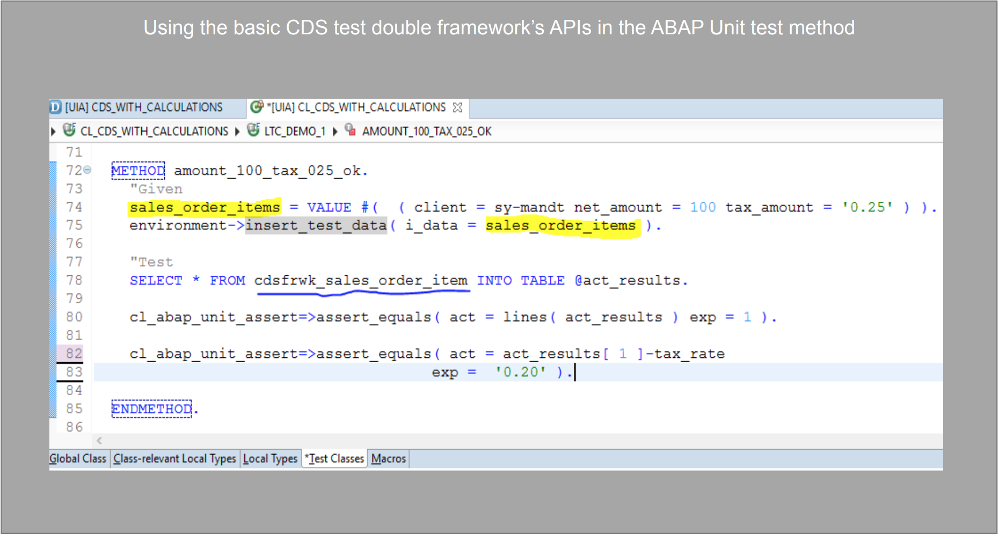 Using the basic CDS test double framework’s APIs in the ABAP Unit test method
[UIA] CDS_WITH_CALCULATIONS *[UIA] CL_CDS_WITH_CALCULATIONS
CL_CDS_WITH_CALCULATIONS LTC_DEMO_1 AMOUNT_100_TAX_025_OK
71
72 METHOD amount_100_tax_025_ok.
73 "Given
74 sales_order_items = VALUE #( ( client = sy-mandt net_amount = 100 tax_amount = '0.25' ) ).
75 environment->insert_test_data( i_data = sales_order_items ).
76
77 "Test
78 SELECT * FROM cdsfrwk_sales_order_item INTO TABLE @act_results.
79
80 cl_abap_unit_assert=>assert_equals( act = lines( act_results ) exp = 1 ).
81
82 cl_abap_unit_assert=>assert_equals( act = act_results[ 1 ]-tax_rate
83 exp = '0.20' ).
84
85 ENDMETHOD.
86
Global Class Class-relevant Local Types Local Types *Test Classes Macros